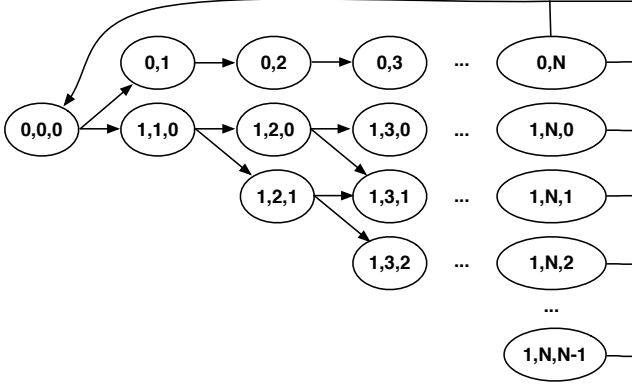 0,1 0,2 0,3 ... 0,N
0,0,0 1,1,0 1,2,0 1,3,0 ... 1,N,0
1,2,1 1,3,1 ... 1,N,1
1,3,2 ... 1,N,2
...
1,N,N-1